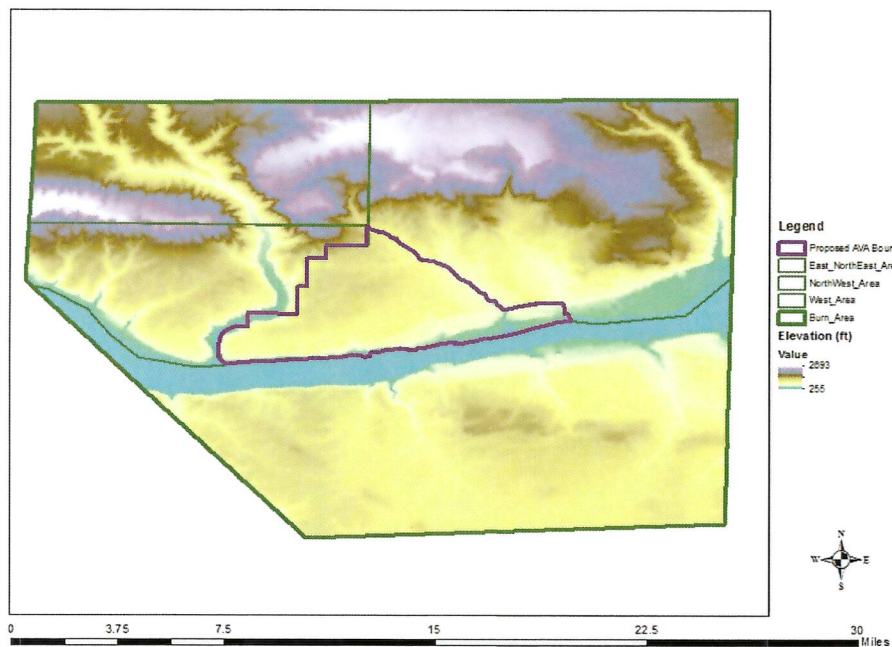 Legend
Proposed AVA Boun
East_NorthEast_Are
NorthWest_Area
West_Area
Burn_Area
Elevation (ft)
Value
2693
255
N
W E
S
0 3.75 7.5 15 22.5 30
Miles